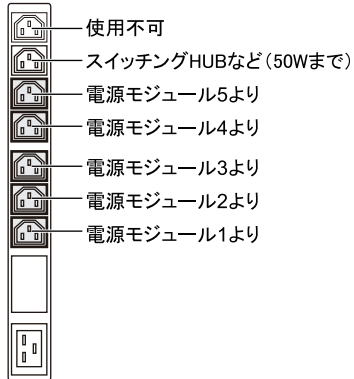 使用不可
スイッチングHUBなど(50Wまで)
電源モジュール5より
電源モジュール4より
電源モジュール3より
電源モジュール2より
電源モジュール1より